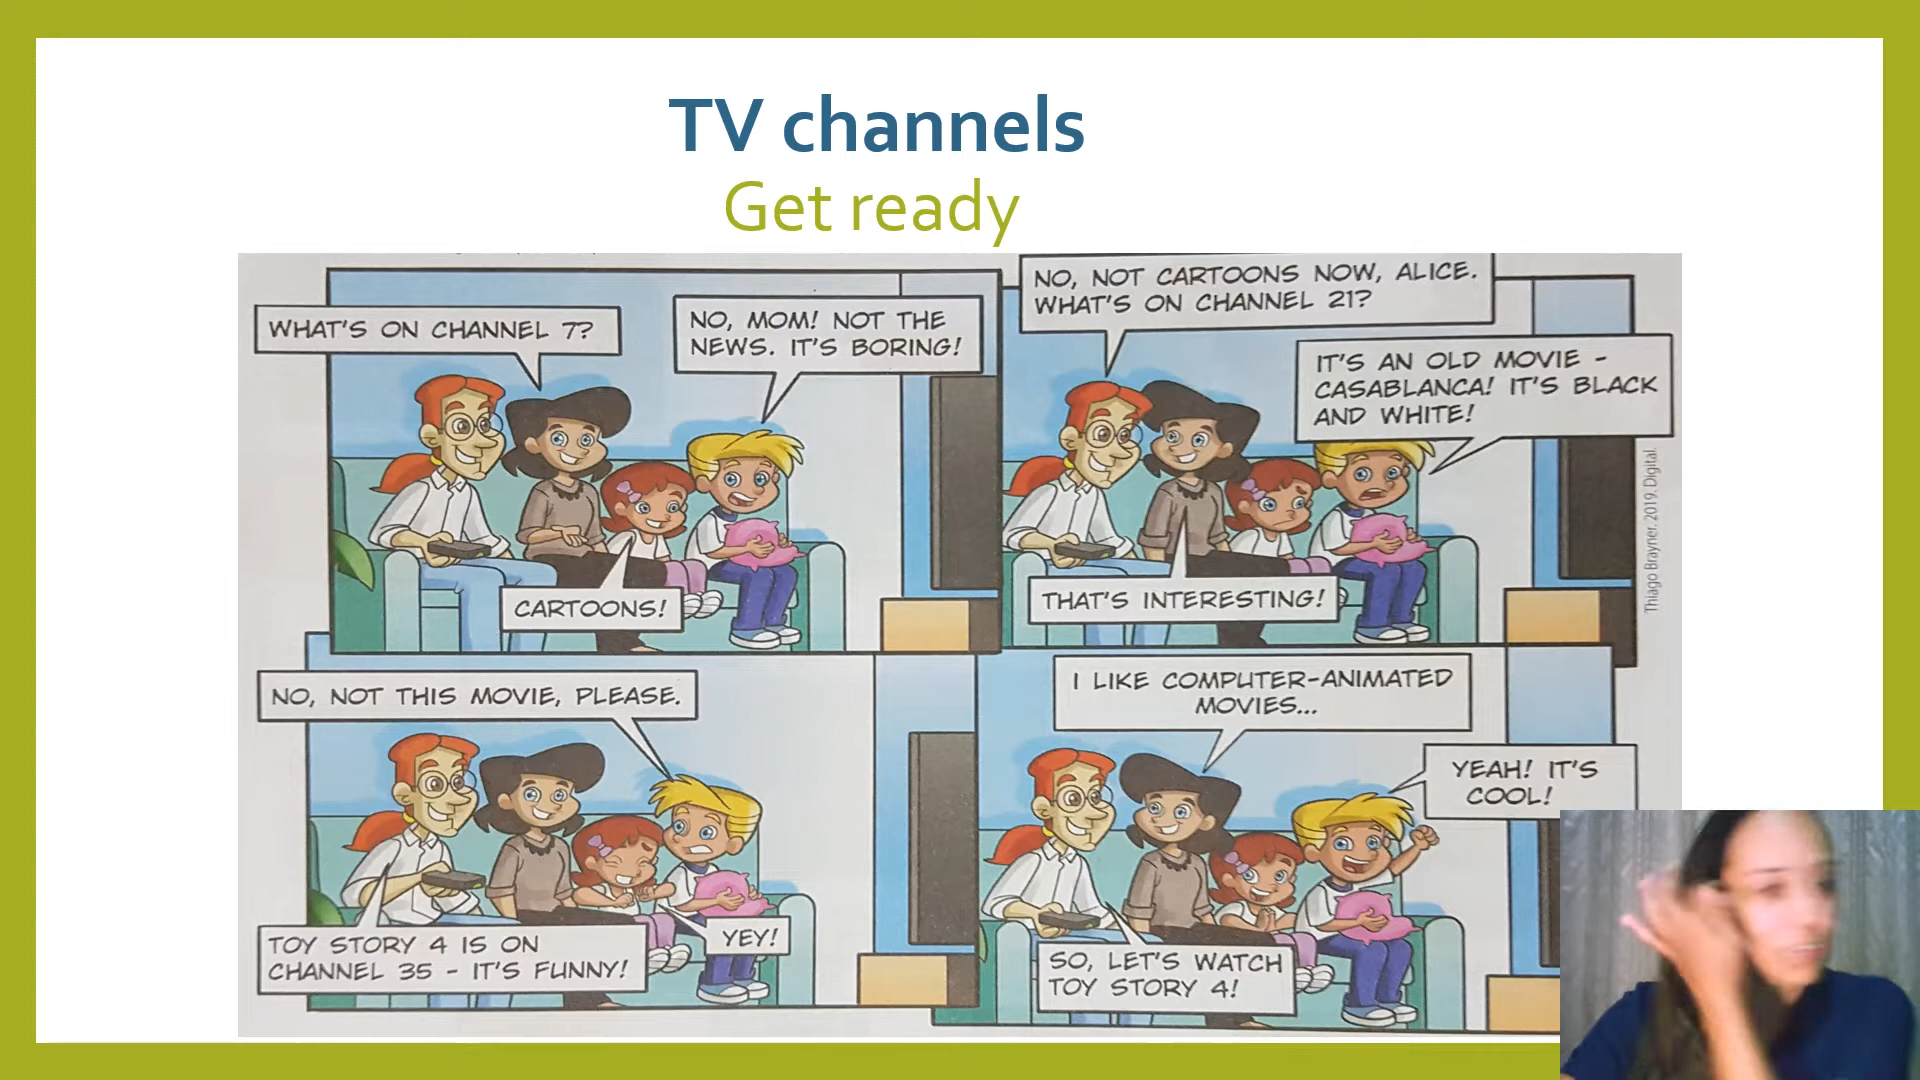 TV channels
Get ready
WHAT'S ON CHANNEL 7?
NO, MOM! NOT THE
NEWS. IT'S BORING!
CARTOONS!
NO, NOT CARTOONS NOW, ALICE.
WHAT'S ON CHANNEL 21?
IT'S AN OLD MOVIE -
CASABLANCA! IT'S BLACK
AND WHITE!
THAT'S INTERESTING!
Thiago Brayner. 2019. Digital.
NO, NOT THIS MOVIE, PLEASE.
TOY STORY 4 IS ON
CHANNEL 35 - IT'S FUNNY!
YEY!
I LIKE COMPUTER-ANIMATED
MOVIES...
YEAH! IT'S
COOL!
SO, LET'S WATCH
TOY STORY 4!